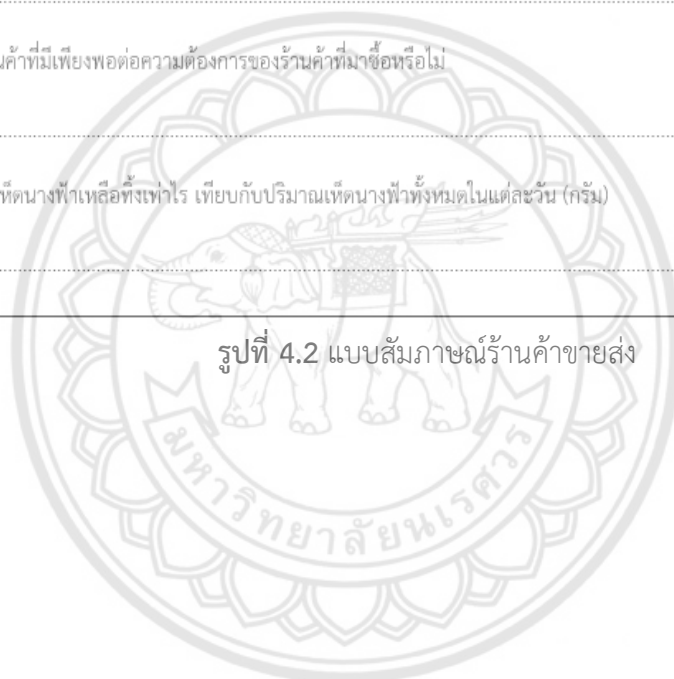 นค้าที่มีเพียงพอต่อความต้องการของร้านค้าที่มาซื้อหรือไม่
ห็ดนางฟ้าเหลือทิ้งเท่าไร เทียบกับปริมาณเห็ดนางฟ้าทั้งหมดในแต่ละวัน (กรัม)
รูปที่ 4.2 แบบสัมภาษณ์ร้านค้าขายส่ง
มหาวิทยาลัยนเรศวร